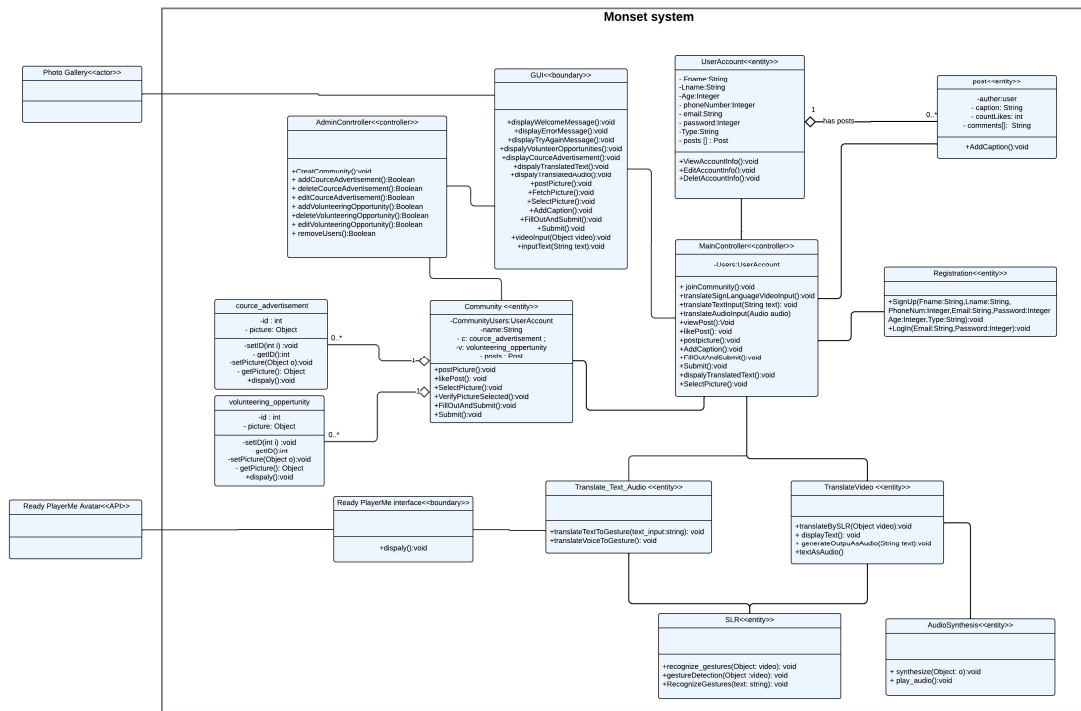 Monset system
Photo Gallery<<actor>>
GUI<<boundary>>
+displayWelcomeMessage():void
+displayErrorMessage():void
+displayTryAgainMessage():void
+dispalyVolunteerOpportunities():void
+displayCourceAdvertisement():void
+dispalyTranslatedText():void
+dispalyTranslatedAudio():void
+postPicture():void
+FetchPicture():void
+SelectPicture():void
+AddCaption():void
+FillOutAndSubmit():void
+Submit():void
+videoInput(Object video):void
+inputText(String text):void
AdminConrtroller<<controller>>
+CreatCommunity():void
+ addCourceAdvertisement():Boolean
+ deleteCourceAdvertisement():Boolean
+ editCourceAdvertisement():Boolean
+ addVolunteeringOpportunity():Boolean
+deleteVolunteeringOpportunity():Boolean
+ editVolunteeringOpportunity():Boolean
+ removeUsers():Boolean
UserAccount<<entity>>
- Fname:String
-Lname:String
-Age:Integer
- phoneNumber:Integer
- email:String
- password:Integer
-Type:String
- posts [] : Post
+ViewAccountInfo():void
+EditAccountInfo():void
+DeletAccountInfo():void
1
has posts
0..*
post<<entity>>
-auther:user
- caption: String
- countLikes: int
- comments[]: String
+AddCaption():void
MainController<<controller>>
-Users:UserAccount
+ joinCommunity():void
+translateSignLanguageVideoInput():void
+translateTextInput(String text): void
+translateAudioInput(Audio audio)
+viewPost():Void
+likePost(): void
+postpicture():void
+AddCaption():void
+FillOutAndSubmit():void
+Submit():void
+dispalyTranslatedText():void
+SelectPicture():void
Registration<<entity>>
+SignUp(Fname:String,Lname:String,
PhoneNum:Integer,Email:String,Password:Integer
Age:Integer,Type:String):void
+LogIn(Email:String,Password:Integer):void
cource_advertisement
-id : int
- picture: Object
-setID(int i) :void
- getID():int
-setPicture(Object o):void
- getPicture(): Object
+dispaly():void
0..*
1
Community <<entity>>
-CommunityUsers:UserAccount
-name:String
- c: cource_advertisement ;
-v: volunteering_oppertunity
- posts : Post
+postPicture():void
+likePost(): void
+SelectPicture():void
+VerifyPictureSelected():void
+FillOutAndSubmit():void
+Submit():void
1
0..*
volunteering_oppertunity
-id : int
- picture: Object
-setID(int i) :void
getID():int
-setPicture(Object o):void
- getPicture(): Object
+dispaly():void
Ready PlayerMe Avatar<<API>>
Ready PlayerMe interface<<boundary>>
+dispaly():void
Translate_Text_Audio <<entity>>
+translateTextToGesture(text_input:string): void
+translateVoiceToGesture(): void
TranslateVideo <<entity>>
+translateBySLR(Object video):void
+ displayText(): void
+ generateOutpuAsAudio(String text):void
+textAsAudio()
SLR<<entity>>
+recognize_gestures(Object: video): void
+gestureDetection(Object :video): void
+RecognizeGestures(text: string): void
AudioSynthesis<<entity>>
+ synthesize(Object: o):void
+ play_audio():void